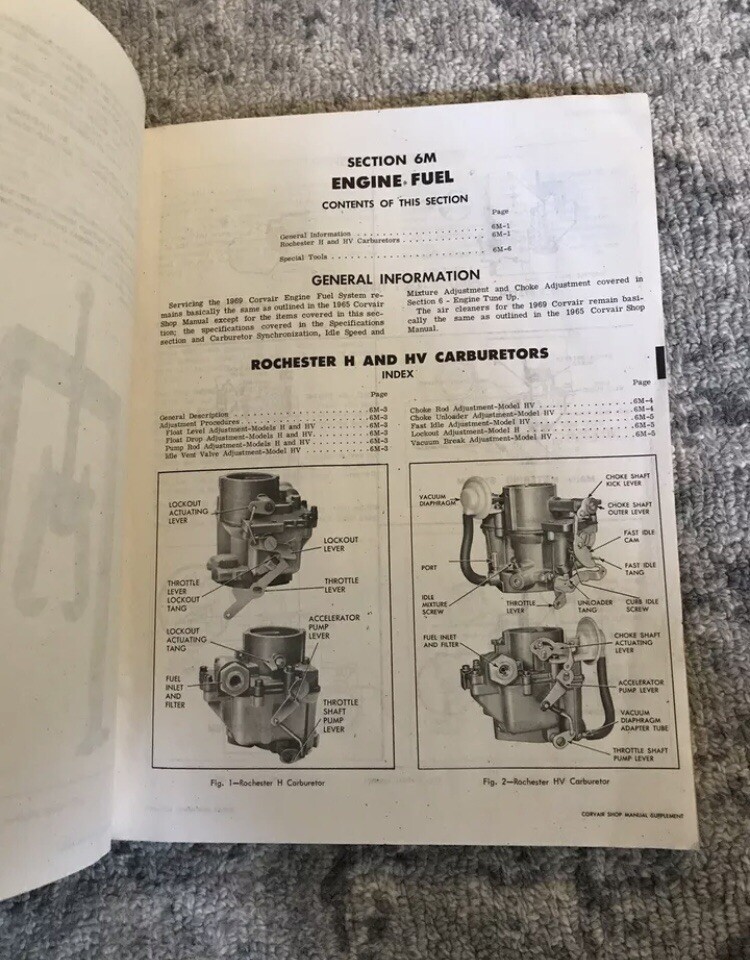 SECTION 6M
ENGINE FUEL
CONTENTS OF THIS SECTION
Page
General Information . . . . . . . . . . . . . . . . . . . 6M-1
Rochester H and HV Carburetors . . . . . . . . . . . . 6M-1
Special Tools . . . . . . . . . . . . . . . . . . . . . . . 6M-6
GENERAL INFORMATION
Servicing the 1969 Corvair Engine Fuel System re-
mains basically the same as outlined in the 1965 Corvair
Shop Manual except for the items covered in this sec-
tion; the specifications covered in the Specifications
section and Carburetor Synchronization, Idle Speed and
Mixture Adjustment and Choke Adjustment covered in
Section 6 - Engine Tune Up.
The air cleaners for the 1969 Corvair remain basi-
cally the same as outlined in the 1965 Corvair Shop
Manual.
ROCHESTER H AND HV CARBURETORS
INDEX
Page
General Description . . . . . . . . . . . . . . . . . . . .6M-3
Adjustment Procedures . . . . . . . . . . . . . . . . . .6M-3
Float Level Adjustment-Models H and HV . . . . . . . .6M-3
Float Drop Adjustment-Models H and HV. . . . . . . . .6M-3
Pump Rod Adjustment-Models H and HV . . . . . . . . .6M-3
Idle Vent Valve Adjustment-Model HV . . . . . . . . . .6M-3
Page
Choke Rod Adjustment-Model HV . . . . . . . . . . . . .6M-4
Choke Unloader Adjustment-Model HV . . . . . . . . . .6M-4
Fast Idle Adjustment-Model HV . . . . . . . . . . . . .6M-5
Lockout Adjustment-Model H . . . . . . . . . . . . . . .6M-5
Vacuum Break Adjustment-Model HV . . . . . . . . . . .6M-5
LOCKOUT
ACTUATING
LEVER
LOCKOUT
LEVER
THROTTLE
LEVER
LOCKOUT
TANG
THROTTLE
LEVER
LOCKOUT
ACTUATING
TANG
ACCELERATOR
PUMP
LEVER
FUEL
INLET
AND
FILTER
THROTTLE
SHAFT
PUMP
LEVER
Fig. 1—Rochester H Carburetor
VACUUM
DIAPHRAGM
CHOKE SHAFT
KICK LEVER
CHOKE SHAFT
OUTER LEVER
FAST IDLE
CAM
PORT
FAST IDLE
TANG
IDLE
MIXTURE
SCREW
THROTTLE
LEVER
UNLOADER
TANG
CURB IDLE
SCREW
FUEL INLET
AND FILTER
CHOKE SHAFT
ACTUATING
LEVER
ACCELERATOR
PUMP LEVER
VACUUM
DIAPHRAGM
ADAPTER TUBE
THROTTLE SHAFT
PUMP LEVER
Fig. 2—Rochester HV Carburetor
CORVAIR SHOP MANUAL SUPPLEMENT